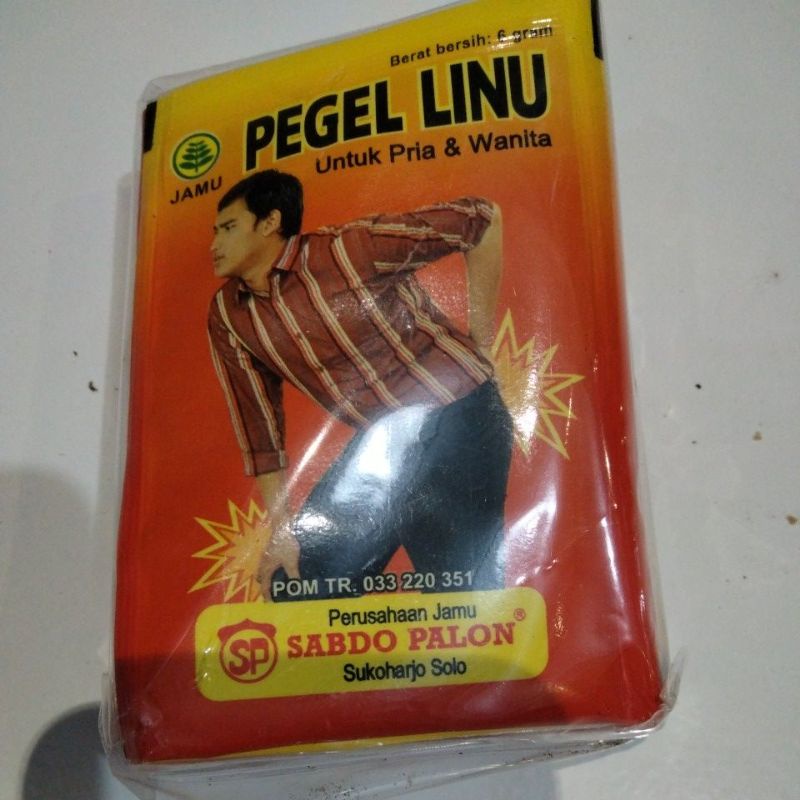 Berat bersih: 6 gram
PEGEL LINU
Untuk Pria & Wanita
JAMU
POM TR. 033 220 351
Perusahaan Jamu
SP SABDO PALON®
Sukoharjo Solo